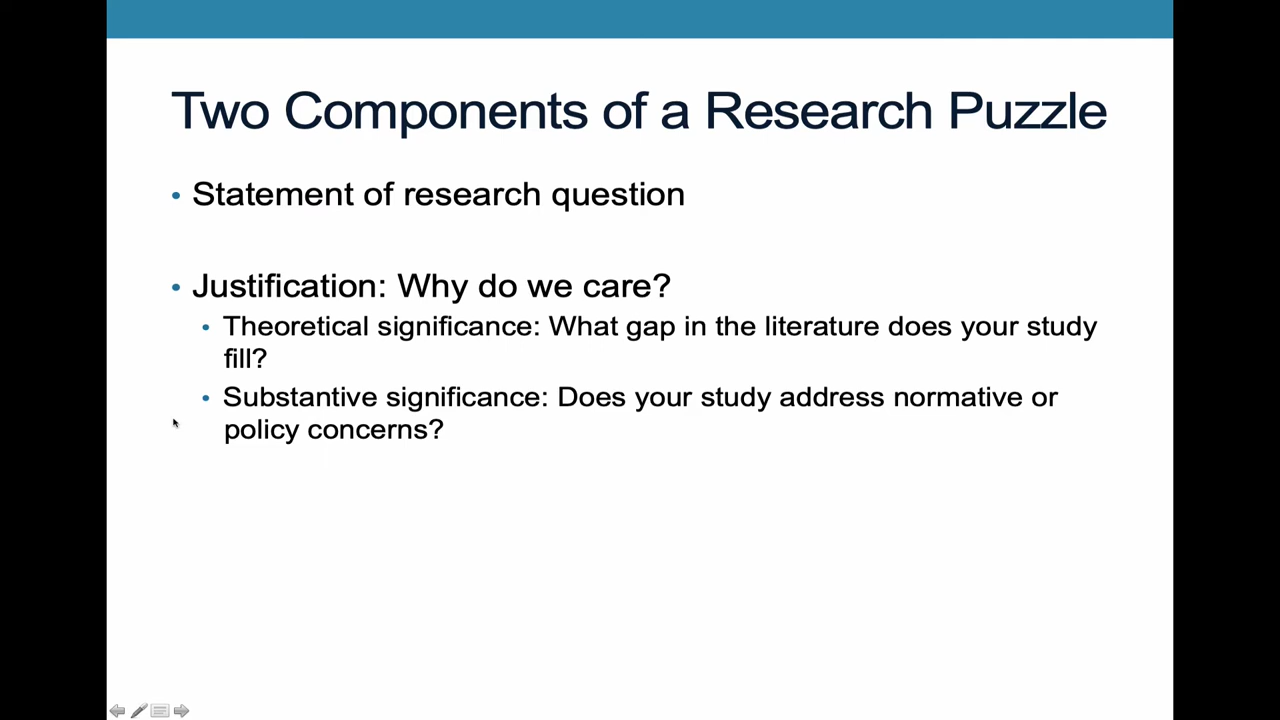 Two Components of a Research Puzzle
• Statement of research question
• Justification: Why do we care?
• Theoretical significance: What gap in the literature does your study
fill?
• Substantive significance: Does your study address normative or
policy concerns?